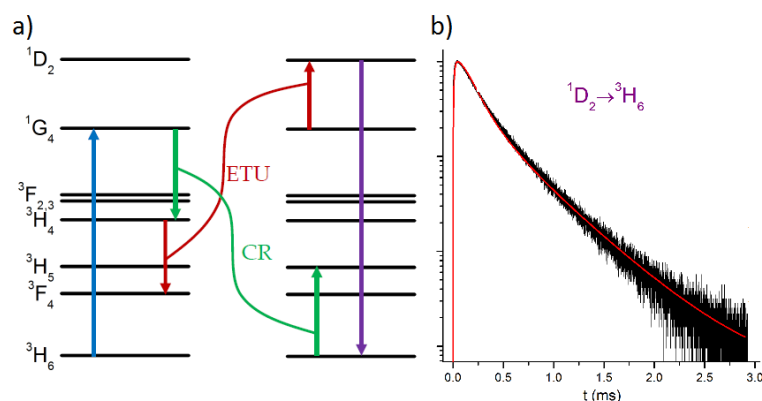 a)
¹D₂
¹G₄
³F₂,₃
³H₄
³H₅
³F₄
³H₆
ETU
CR
b)
¹D₂→³H₆
0.0 0.5 1.0 1.5 2.0 2.5 3.0
t (ms)